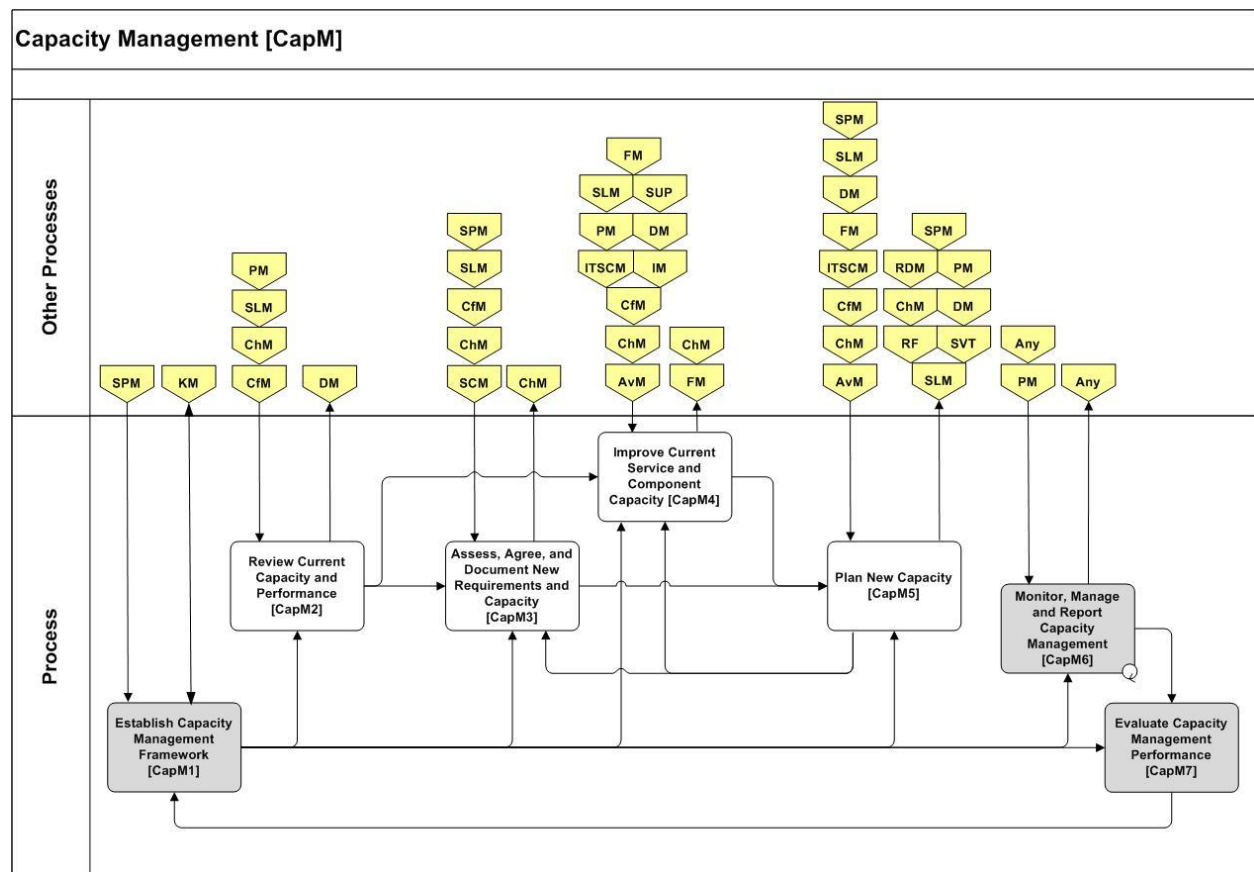 Capacity Management [CapM]
Other Processes
SPM
KM
PM
SLM
ChM
CfM
DM
SPM
SLM
CfM
ChM
SCM
ChM
FM
SLM
SUP
PM
DM
ITSCM
IM
CfM
ChM
AvM
ChM
FM
SPM
SLM
DM
FM
ITSCM
CfM
ChM
AvM
SPM
RDM
PM
ChM
DM
RF
SVT
SLM
Any
PM
Any
Process
Establish Capacity
Management
Framework
[CapM1]
Review Current
Capacity and
Performance
[CapM2]
Assess, Agree, and
Document New
Requirements and
Capacity
[CapM3]
Improve Current
Service and
Component
Capacity [CapM4]
Plan New Capacity
[CapM5]
Monitor, Manage
and Report
Capacity
Management
[CapM6]
Evaluate Capacity
Management
Performance
[CapM7]